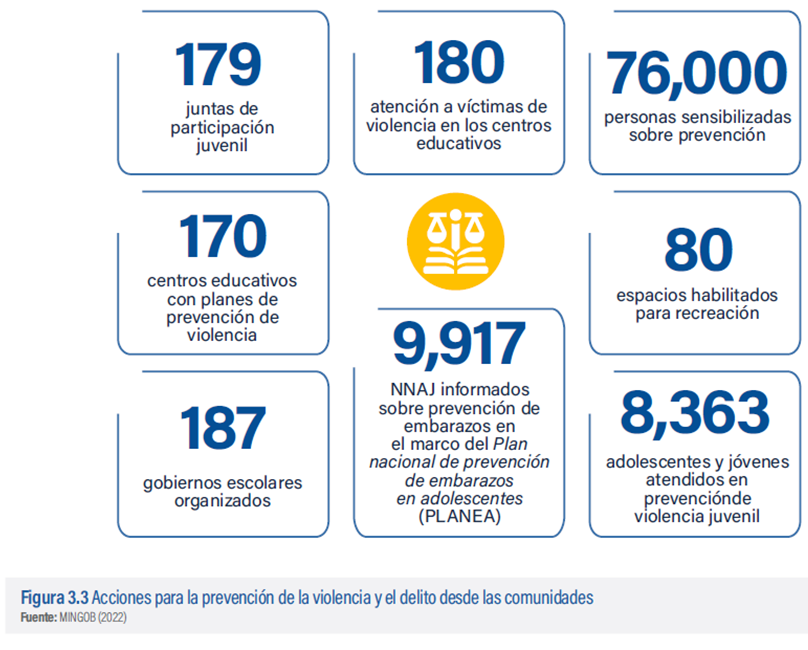 179
juntas de
participación
juvenil
180
atención a víctimas de
violencia en los centros
educativos
76,000
personas sensibilizadas
sobre prevención
170
centros educativos
con planes de
prevención de
violencia
80
espacios habilitados
para recreación
187
gobiernos escolares
organizados
9,917
NNAJ informados
sobre prevención de
embarazos en
el marco del Plan
nacional de prevención
de embarazos
en adolescentes
(PLANEA)
8,363
adolescentes y jóvenes
atendidos en
prevenciónde
violencia juvenil
Figura 3.3 Acciones para la prevención de la violencia y el delito desde las comunidades
Fuente: MINGOB (2022)